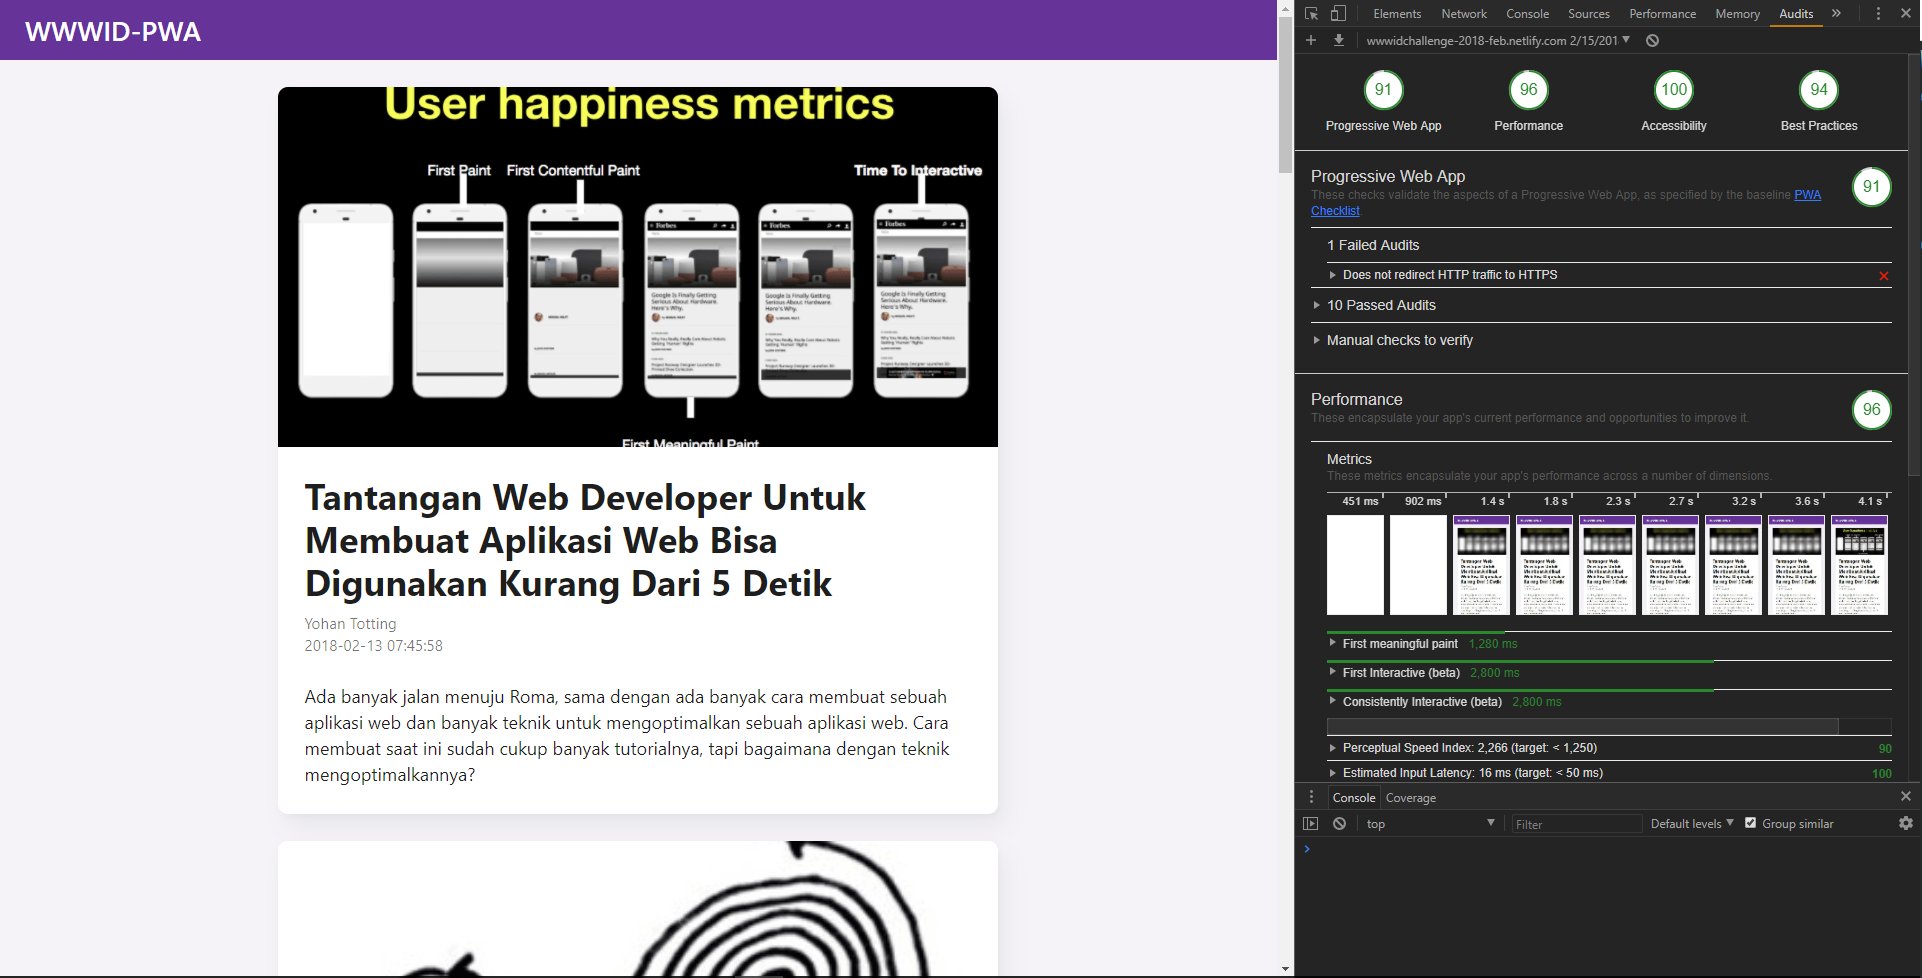 WWWID-PWA
User happiness metrics
First Paint
First Contentful Paint
Time To Interactive
First Meaningful Paint
Tantangan Web Developer Untuk
Membuat Aplikasi Web Bisa
Digunakan Kurang Dari 5 Detik
Yohan Totting
2018-02-13 07:45:58
Ada banyak jalan menuju Roma, sama dengan ada banyak cara membuat sebuah
aplikasi web dan banyak teknik untuk mengoptimalkan sebuah aplikasi web. Cara
membuat saat ini sudah cukup banyak tutorialnya, tapi bagaimana dengan teknik
mengoptimalkannya?
Elements Network Console Sources Performance Memory Audits
wwwidchallenge-2018-feb.netlify.com 2/15/201
91 96 100 94
Progressive Web App Performance Accessibility Best Practices
Progressive Web App 91
These checks validate the aspects of a Progressive Web App, as specified by the baseline PWA
Checklist.
1 Failed Audits
Does not redirect HTTP traffic to HTTPS
10 Passed Audits
Manual checks to verify
Performance 96
These encapsulate your app's current performance and opportunities to improve it.
Metrics
These metrics encapsulate your app's performance across a number of dimensions.
451 ms 902 ms 1.4 s 1.8 s 2.3 s 2.7 s 3.2 s 3.6 s 4.1 s
First meaningful paint 1,280 ms
First Interactive (beta) 2,800 ms
Consistently Interactive (beta) 2,800 ms
Perceptual Speed Index: 2,266 (target: < 1,250) 90
Estimated Input Latency: 16 ms (target: < 50 ms) 100
Console Coverage
top Filter Default levels Group similar